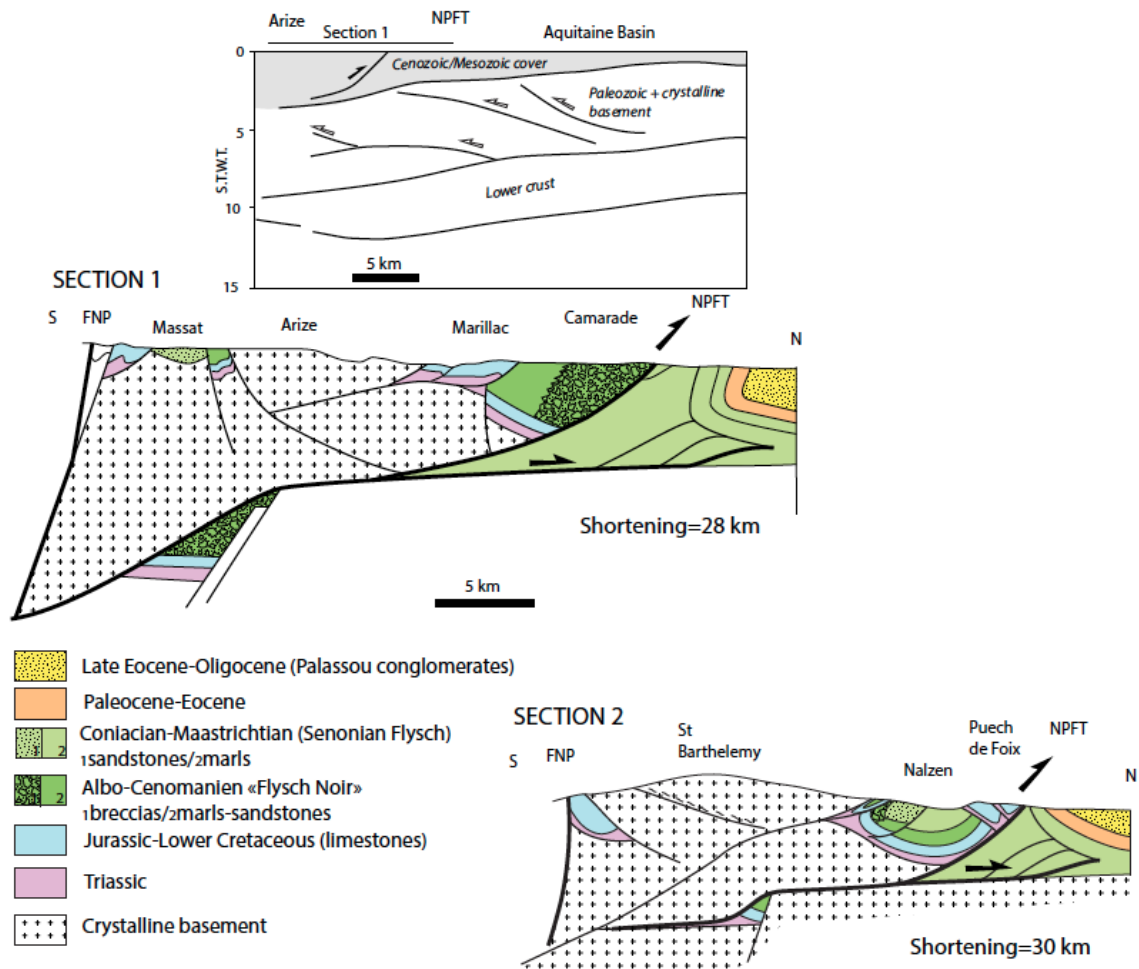 Arize NPFT
Section 1 Aquitaine Basin
0
Cenozoic/Mesozoic cover
Paleozoic + crystalline
basement
5
S.T.W.T.
Lower crust
10
5 km
15
SECTION 1
S FNP Massat Arize Marillac Camarade NPFT N
Shortening=28 km
5 km
Late Eocene-Oligocene (Palassou conglomerates)
Paleocene-Eocene
1 2 Coniacian-Maastrichtian (Senonian Flysch)
1sandstones/2marls
2 Albo-Cenomanien «Flysch Noir»
1breccias/2marls-sandstones
Jurassic-Lower Cretaceous (limestones)
Triassic
Crystalline basement
SECTION 2
S FNP St
Barthelemy
Nalzen
Puech
de Foix
NPFT
N
Shortening=30 km